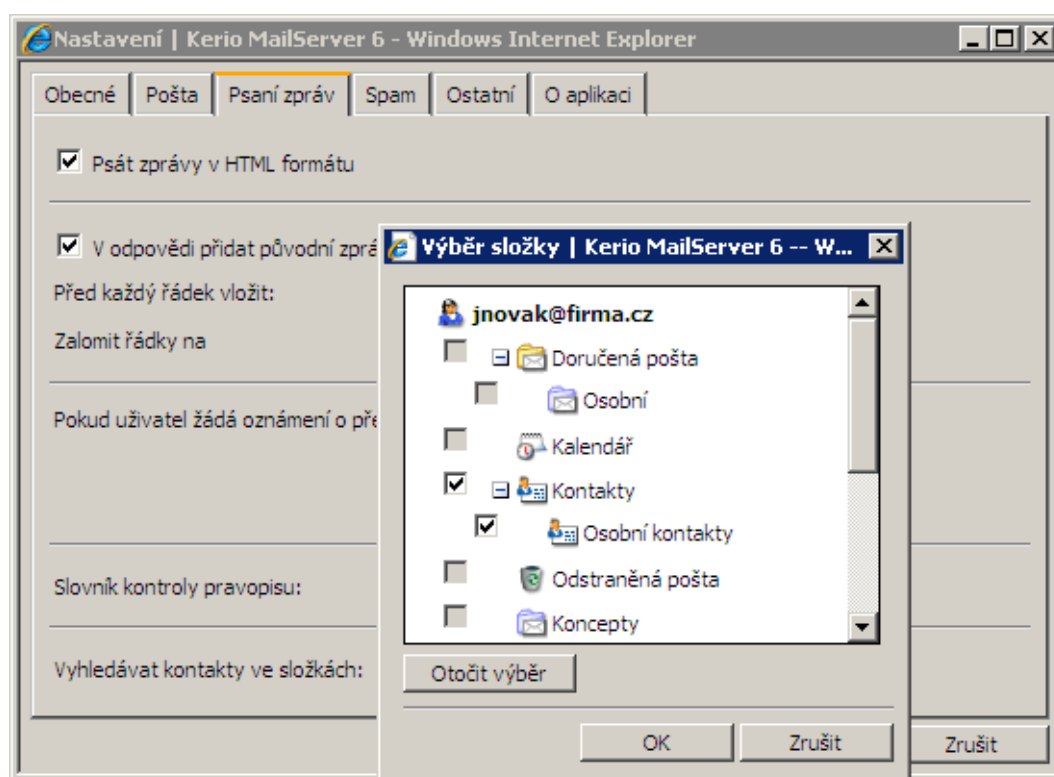 Nastavení | Kerio MailServer 6 - Windows Internet Explorer
Obecné Pošta Psaní zpráv Spam Ostatní O aplikaci
Psát zprávy v HTML formátu
V odpovědi přidat původní zprá
Před každý řádek vložit:
Zalomit řádky na
Pokud uživatel žádá oznámení o pře
Slovník kontroly pravopisu:
Vyhledávat kontakty ve složkách:
Výběr složky | Kerio MailServer 6 -- W...
jnovak@firma.cz
Doručená pošta
Osobní
Kalendář
Kontakty
Osobní kontakty
Odstraněná pošta
Koncepty
Otočit výběr
OK Zrušit
Zrušit